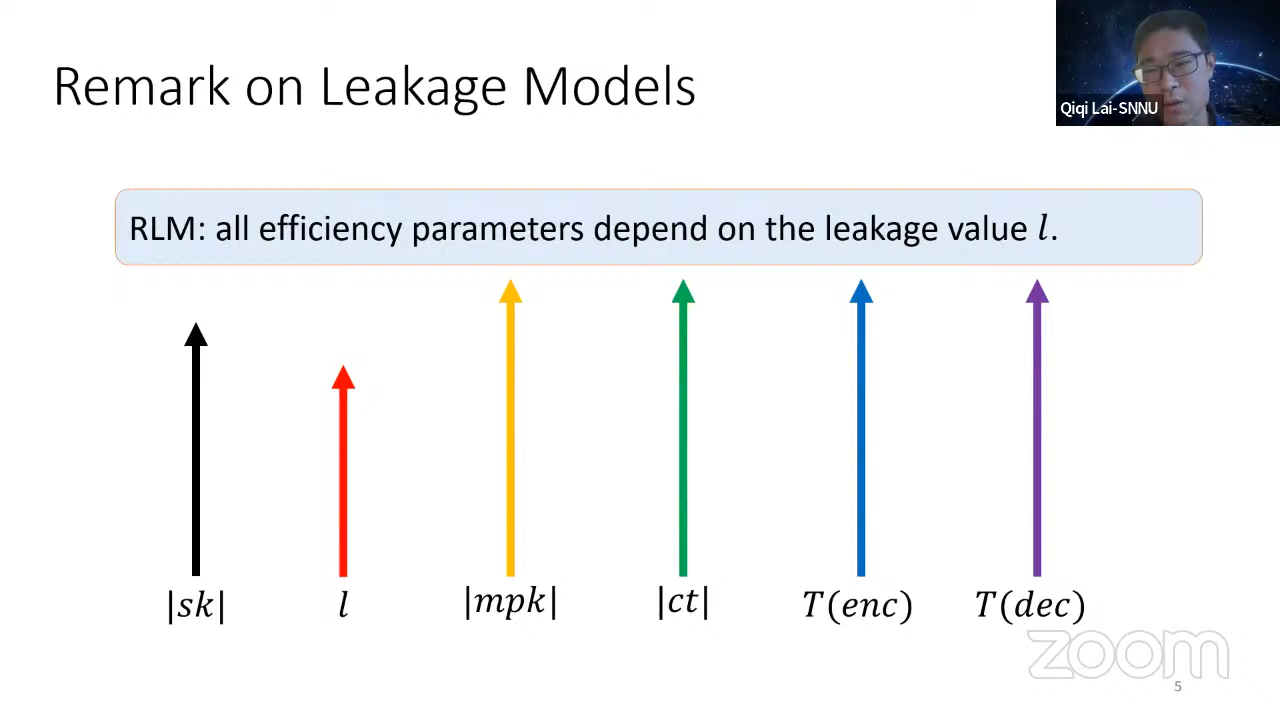 Remark on Leakage Models
Qiqi Lai-SNNU
RLM: all efficiency parameters depend on the leakage value l.
|sk| l |mpk| |ct| T(enc) T(dec)
zoom
5